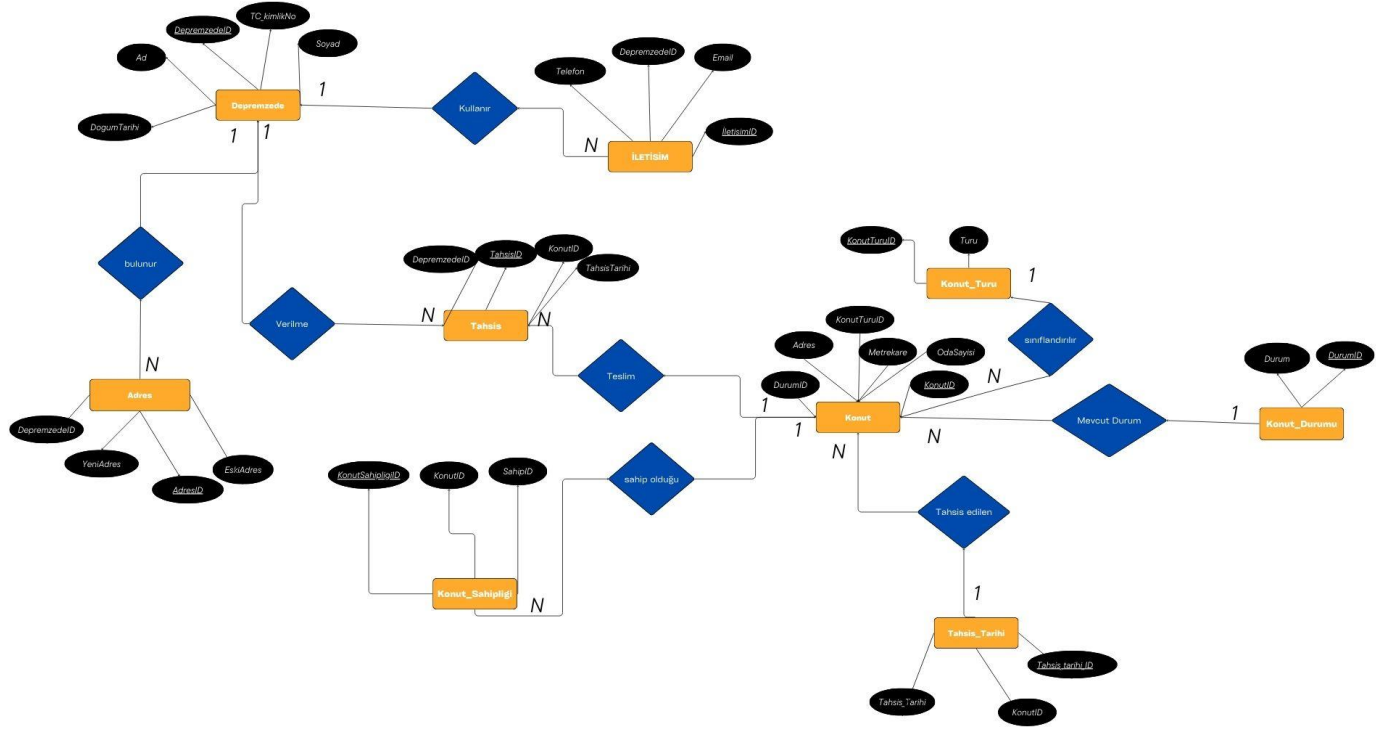 TC_kimlikNo
DepremzedeID
Soyad
Ad
DogumTarihi
Depremzede
1
1
1
Kullanır
Telefon
DepremzedeID
Email
İletisimID
N
İLETİSİM
bulunur
N
Adres
DepremzedeID
YeniAdres
AdresID
EskiAdres
Verilme
DepremzedeID
TahsisID
KonutID
TahsisTarihi
N
Tahsis
N
Teslim
KonutTuruID
Turu
Konut_Turu
1
sınıflandırılır
N
KonutTuruID
Adres
Metrekare
OdaSayisi
DurumID
KonutID
1
Konut
1
N
N
Mevcut Durum
1
Durum
DurumID
Konut_Durumu
sahip olduğu
KonutSahipligiID
KonutID
SahipID
Konut_Sahipligi
N
Tahsis edilen
1
Tahsis_Tarihi
Tahsis_tarihi_ID
Tahsis_Tarihi
KonutID